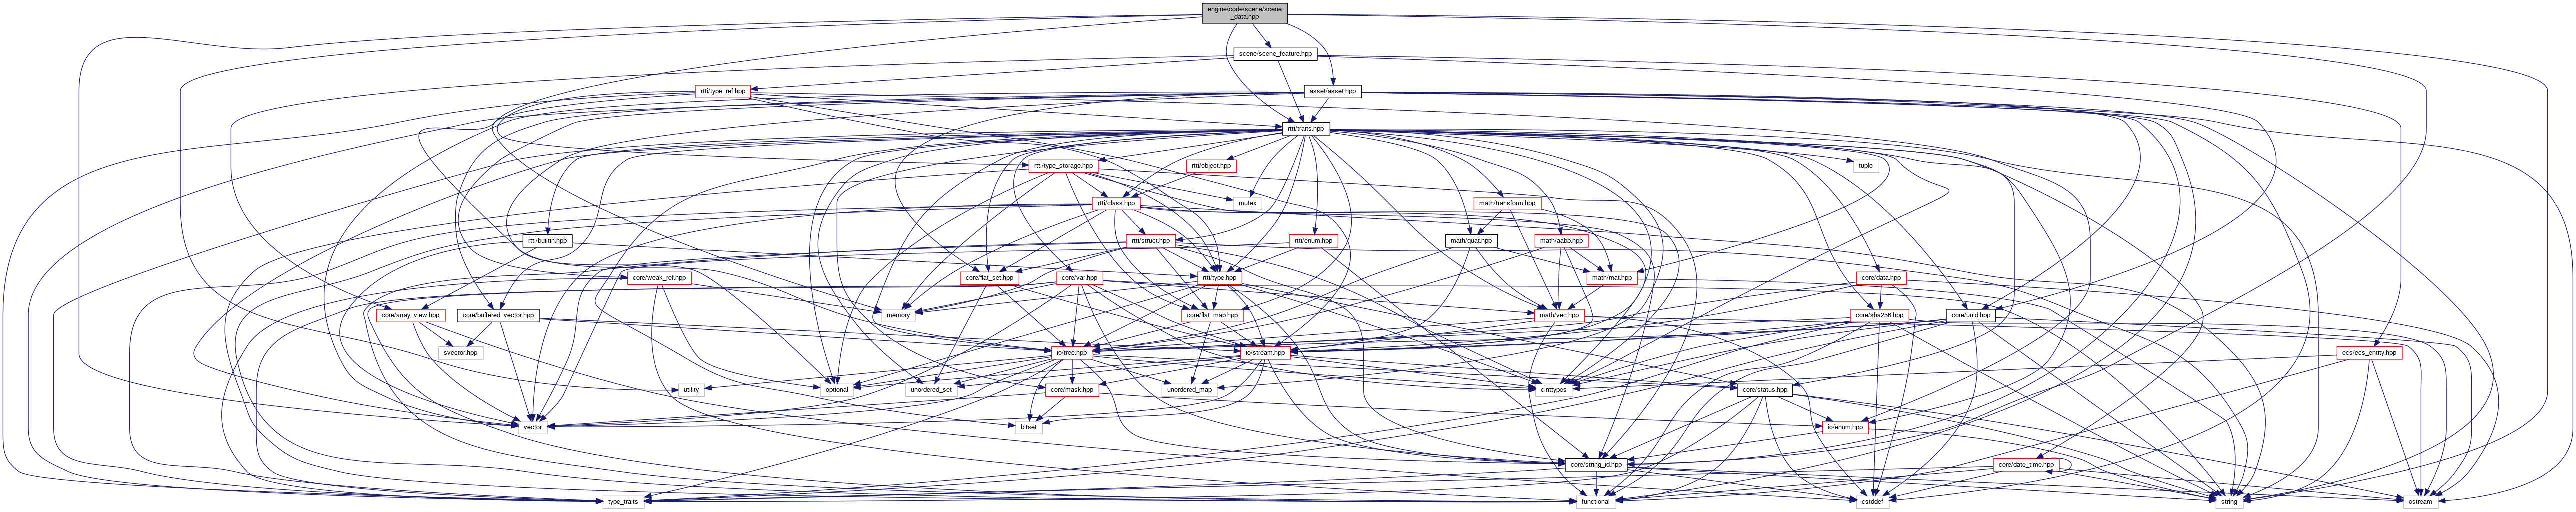 engine/code/scene/scene
_data.hpp
scene/scene_feature.hpp
rtti/type_ref.hpp
asset/asset.hpp
rtti/traits.hpp
rtti/type_storage.hpp
rtti/object.hpp
tuple
rtti/class.hpp
mutex
math/transform.hpp
rtti/builtin.hpp
rtti/struct.hpp
rtti/enum.hpp
math/quat.hpp
math/aabb.hpp
core/weak_ref.hpp
core/flat_set.hpp
core/var.hpp
rtti/type.hpp
math/mat.hpp
core/data.hpp
core/array_view.hpp
core/buffered_vector.hpp
memory
core/flat_map.hpp
math/vec.hpp
core/sha256.hpp
core/uuid.hpp
svector.hpp
io/tree.hpp
io/stream.hpp
ecs/ecs_entity.hpp
utility
optional
unordered_set
core/mask.hpp
unordered_map
cinttypes
core/status.hpp
vector
bitset
io/enum.hpp
core/string_id.hpp
core/date_time.hpp
type_traits
functional
cstddef
string
ostream